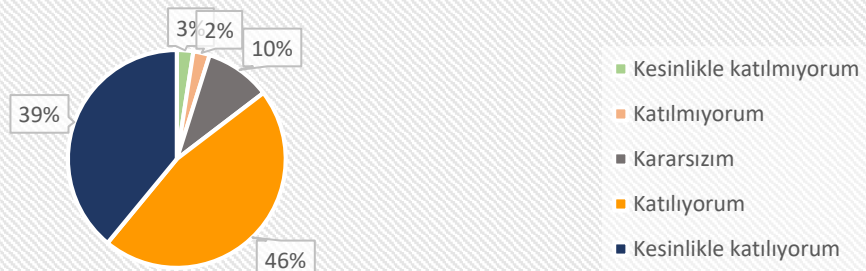 3%
2%
10%
39%
46%
Kesinlikle katılmıyorum
Katılmıyorum
Kararsızım
Katılıyorum
Kesinlikle katılıyorum